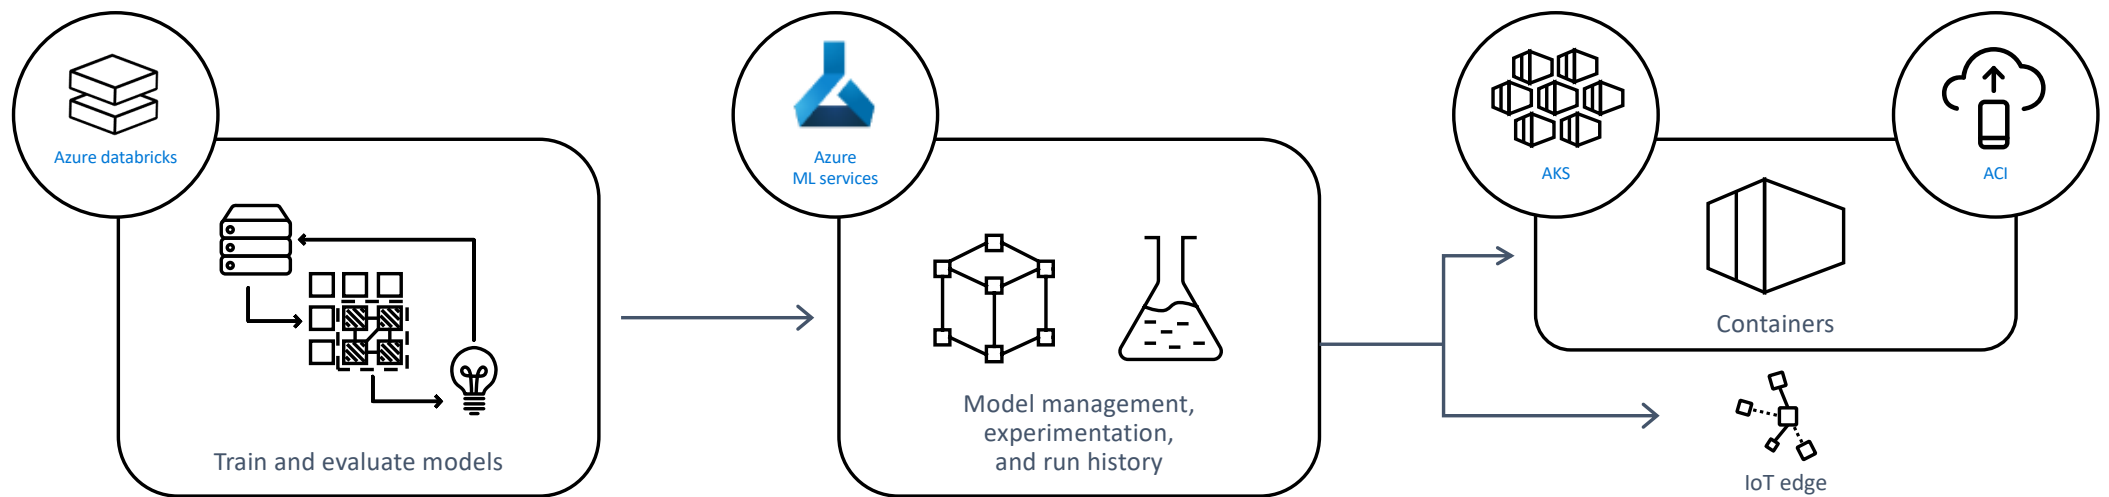 Azure databricks
Train and evaluate models
Azure
ML services
Model management,
experimentation,
and run history
AKS
ACI
Containers
IoT edge